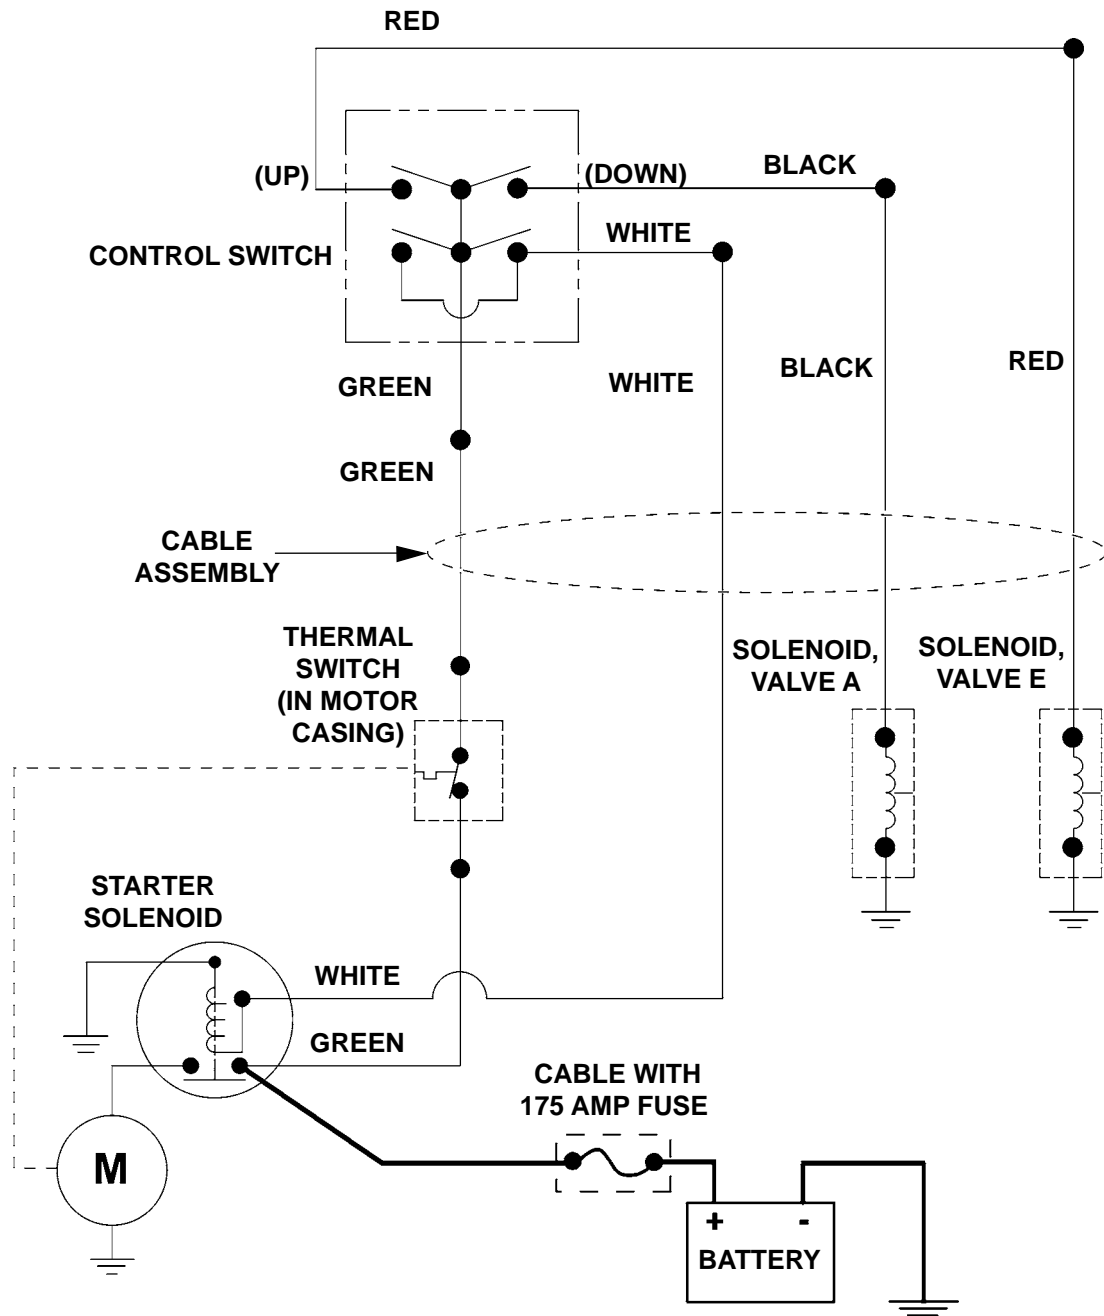 RED
(UP)
(DOWN)
BLACK
CONTROL SWITCH
WHITE
GREEN
WHITE
BLACK
RED
GREEN
CABLE
ASSEMBLY
THERMAL
SWITCH
(IN MOTOR
CASING)
SOLENOID,
VALVE A
SOLENOID,
VALVE E
STARTER
SOLENOID
WHITE
GREEN
CABLE WITH
175 AMP FUSE
M
+
-
BATTERY